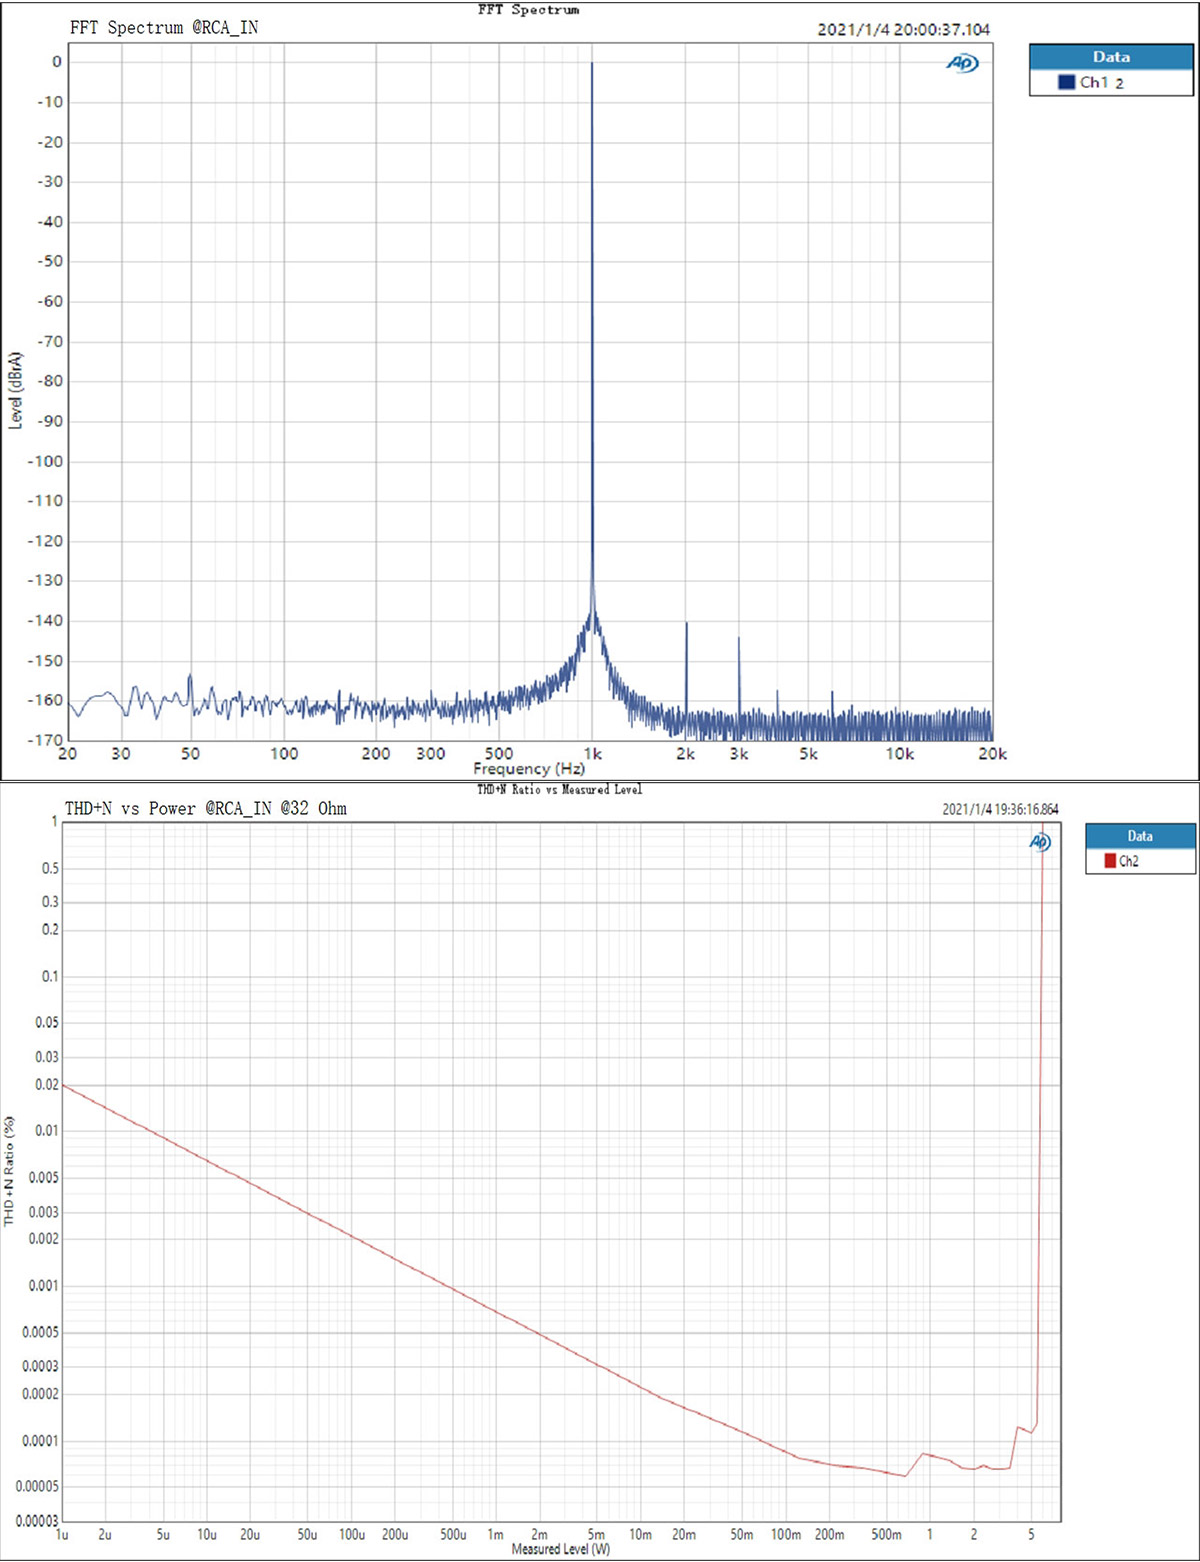 FFT Spectrum
FFT Spectrum @RCA_IN
2021/1/4 20:00:37.104
AP
Data
Ch1 2
0
-10
-20
-30
-40
-50
-60
-70
-80
-90
-100
-110
-120
-130
-140
-150
-160
-170
Level (dBrA)
20 30 50 100 200 300 500 1k 2k 3k 5k 10k 20k
Frequency (Hz)
THD+N Ratio vs Measured Level
THD+N vs Power @RCA_IN @32 Ohm
2021/1/4 19:36:16.864
AP
Data
Ch2
1
0.5
0.3
0.2
0.1
0.05
0.03
0.02
0.01
0.005
0.003
0.002
0.001
0.0005
0.0003
0.0002
0.0001
0.00005
0.00003
THD+N Ratio (%)
1u 2u 5u 10u 20u 50u 100u 200u 500u 1m 2m 5m 10m 20m 50m 100m 200m 500m 1 2 5
Measured Level (W)